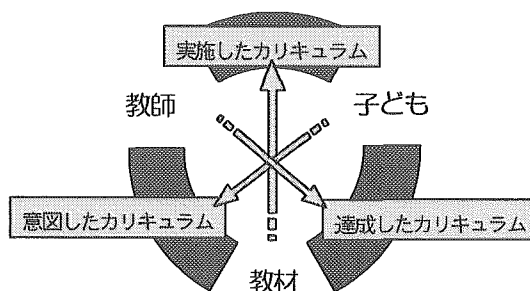 実施したカリキュラム
教師
子ども
意図したカリキュラム
達成したカリキュラム
教材